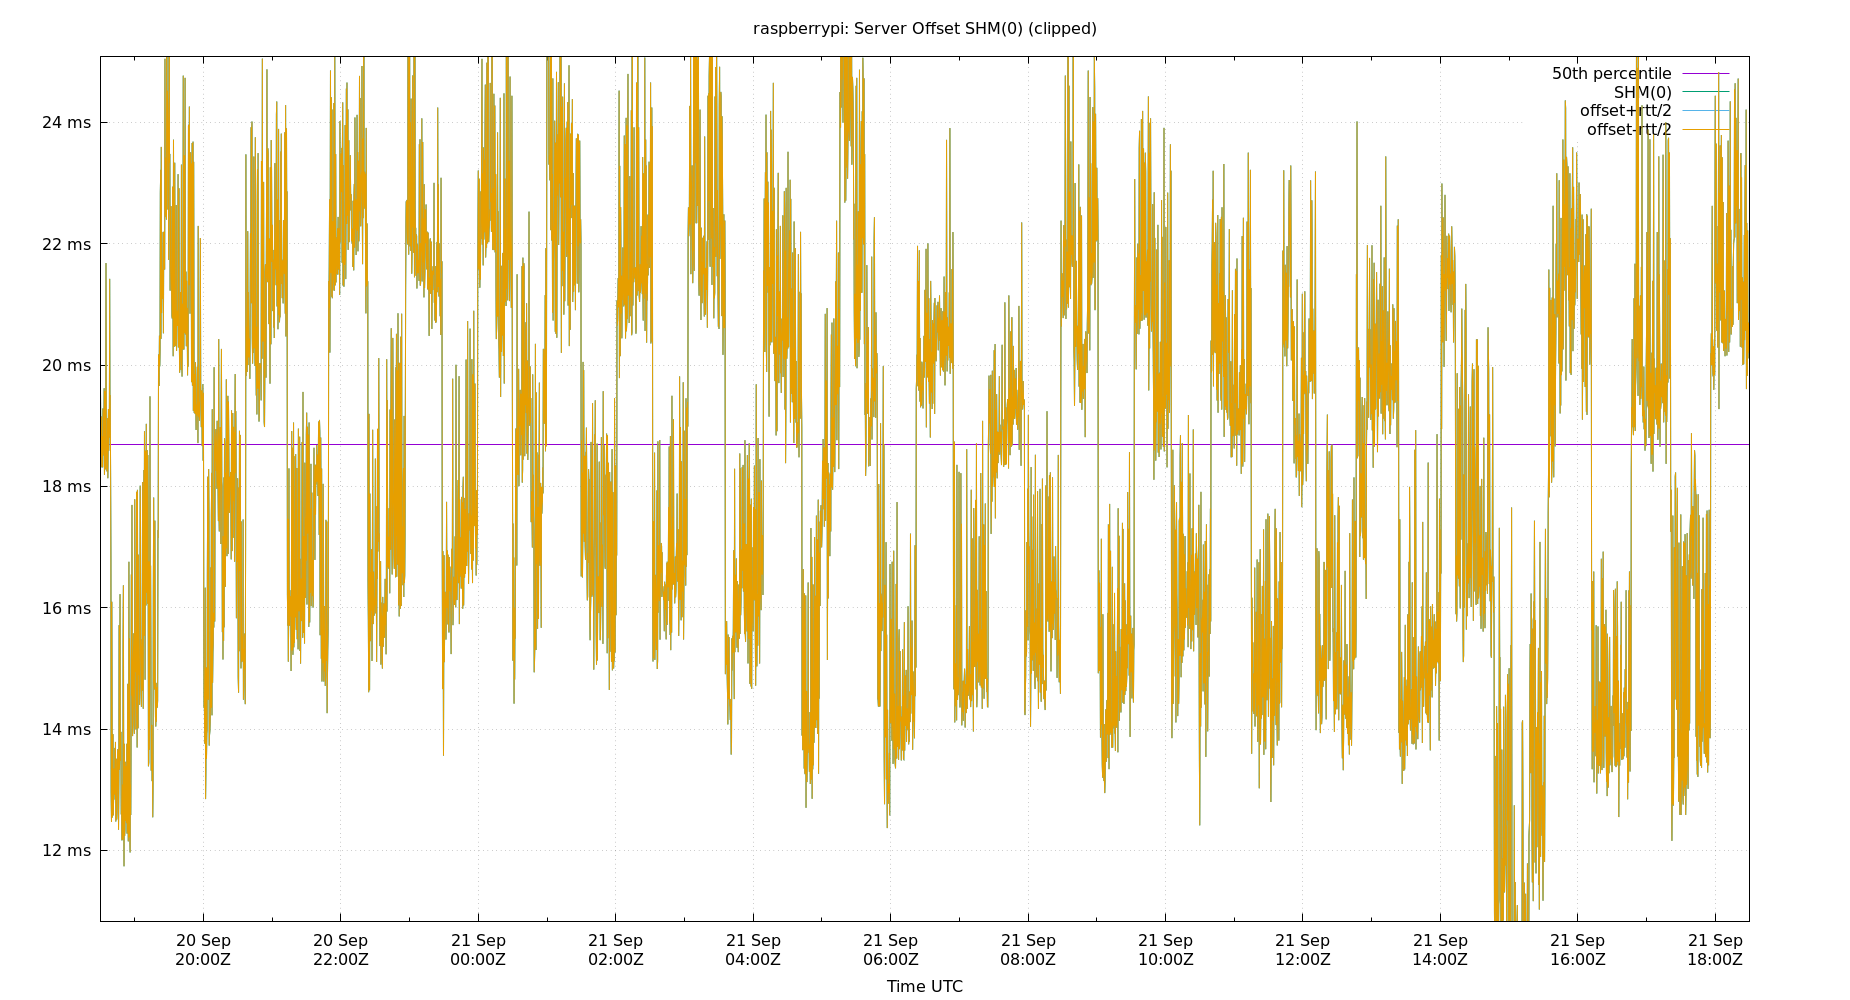 raspberrypi: Server Offset SHM(0) (clipped)
50th percentile
SHM(0)
offset+rtt/2
offset-rtt/2
24 ms
22 ms
20 ms
18 ms
16 ms
14 ms
12 ms
20 Sep 20 Sep 21 Sep 21 Sep 21 Sep 21 Sep 21 Sep 21 Sep 21 Sep 21 Sep 21 Sep 21 Sep
20:00Z 22:00Z 00:00Z 02:00Z 04:00Z 06:00Z 08:00Z 10:00Z 12:00Z 14:00Z 16:00Z 18:00Z
Time UTC